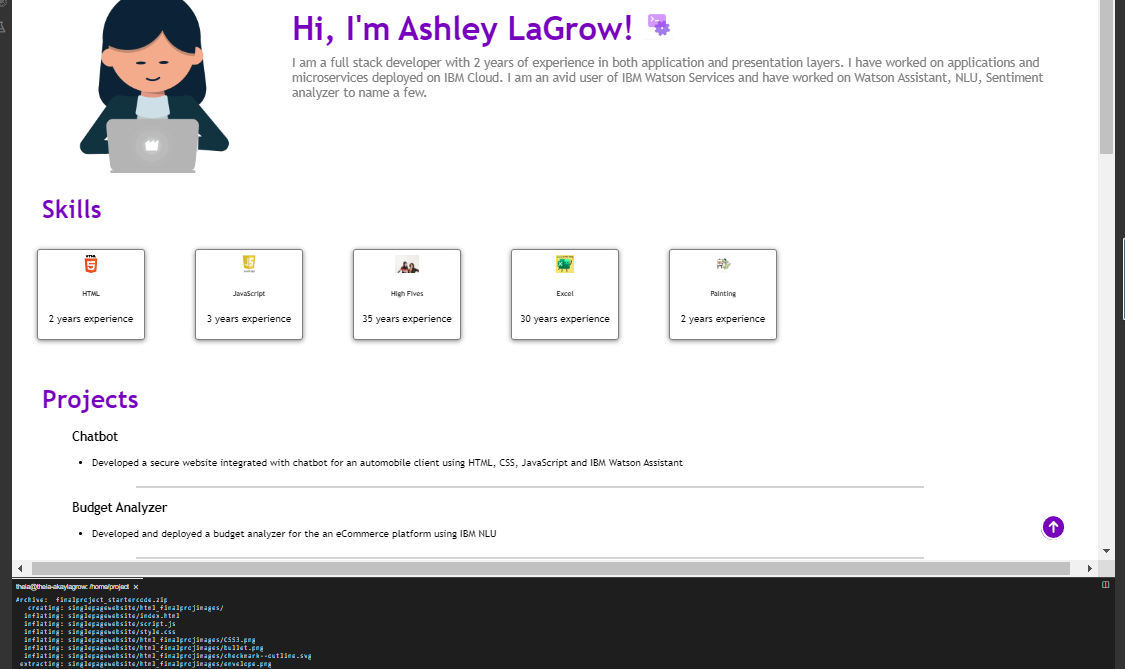 Hi, I'm Ashley LaGrow!
I am a full stack developer with 2 years of experience in both application and presentation layers. I have worked on applications and
microservices deployed on IBM Cloud. I am an avid user of IBM Watson Services and have worked on Watson Assistant, NLU, Sentiment
analyzer to name a few.
Skills
HTML
5
HTML
2 years experience
JavaScript
3 years experience
High Fives
35 years experience
Excel
30 years experience
Painting
2 years experience
Projects
Chatbot
• Developed a secure website integrated with chatbot for an automobile client using HTML, CSS, JavaScript and IBM Watson Assistant
Budget Analyzer
• Developed and deployed a budget analyzer for the an eCommerce platform using IBM NLU
theia@theia-akaylagrow: /home/project ×
Archive: finalproject_startercode.zip
creating: singlepagewebsite/html_finalprojimages/
inflating: singlepagewebsite/index.html
inflating: singlepagewebsite/script.js
inflating: singlepagewebsite/style.css
inflating: singlepagewebsite/html_finalprojimages/CSS3.png
inflating: singlepagewebsite/html_finalprojimages/bullet.png
inflating: singlepagewebsite/html_finalprojimages/checkmark--outline.svg
extracting: singlepagewebsite/html_finalprojimages/envelope.png